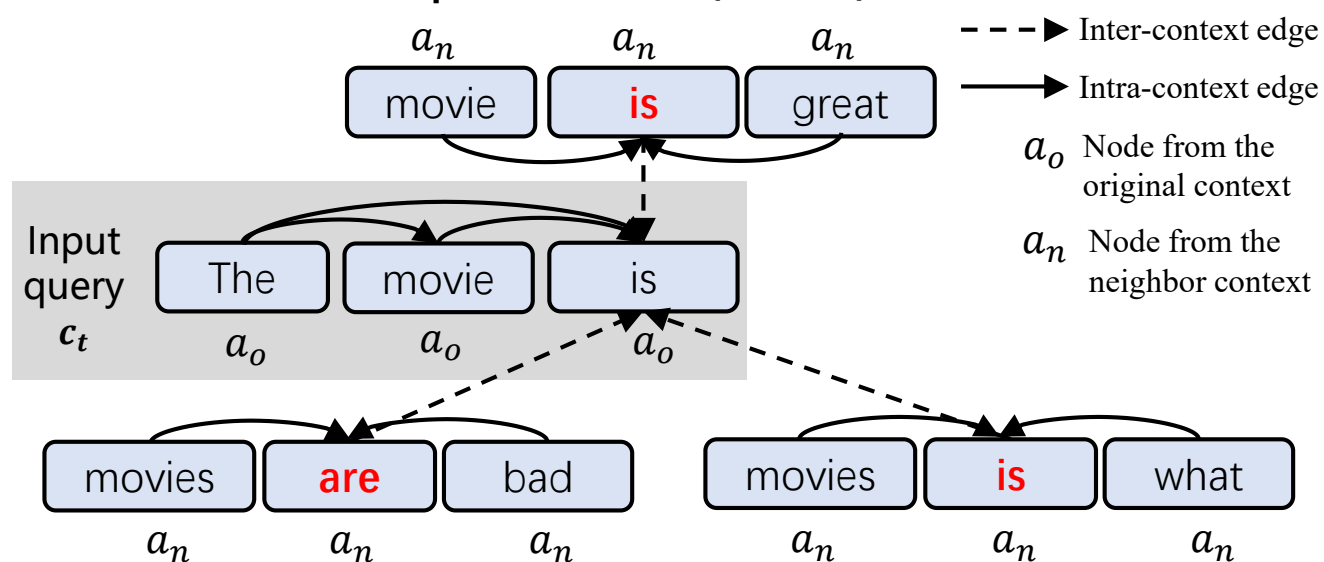 a_n a_n a_n
movie is great
Inter-context edge
Intra-context edge
a_o Node from the
original context
a_n Node from the
neighbor context
Input
query
c_t
The movie is
a_o a_o a_o
movies are bad
a_n a_n a_n
movies is what
a_n a_n a_n